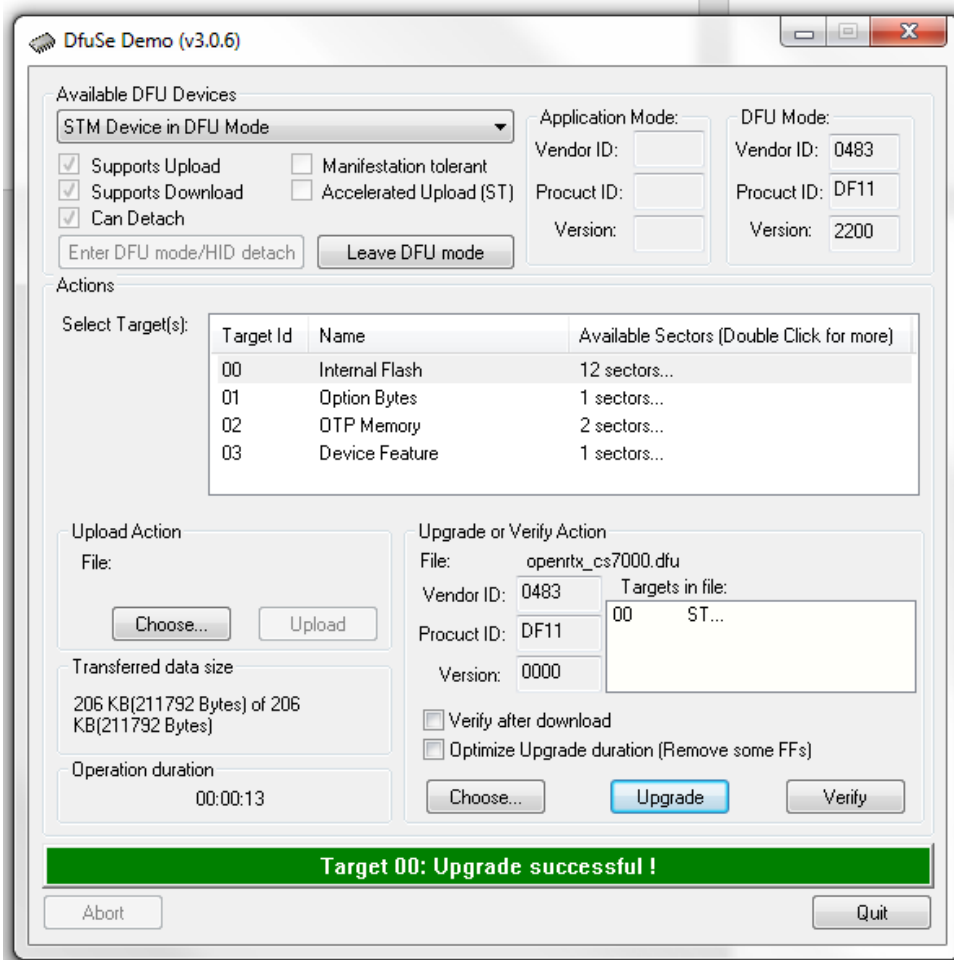 DfuSe Demo (v3.0.6)
Available DFU Devices
STM Device in DFU Mode
Supports Upload
Manifestation tolerant
Supports Download
Accelerated Upload (ST)
Can Detach
Enter DFU mode/HID detach
Leave DFU mode
Application Mode:
Vendor ID:
Procuct ID:
Version:
DFU Mode:
Vendor ID: 0483
Procuct ID: DF11
Version: 2200
Actions
Select Target(s):
Target Id Name Available Sectors (Double Click for more)
00 Internal Flash 12 sectors...
01 Option Bytes 1 sectors...
02 OTP Memory 2 sectors...
03 Device Feature 1 sectors...
Upload Action
File:
Choose... Upload
Transferred data size
206 KB(211792 Bytes) of 206
KB(211792 Bytes)
Operation duration
00:00:13
Upgrade or Verify Action
File: openrtx_cs7000.dfu
Vendor ID: 0483
Procuct ID: DF11
Version: 0000
Targets in file:
00 ST...
Verify after download
Optimize Upgrade duration (Remove some FFs)
Choose... Upgrade Verify
Target 00: Upgrade successful !
Abort Quit